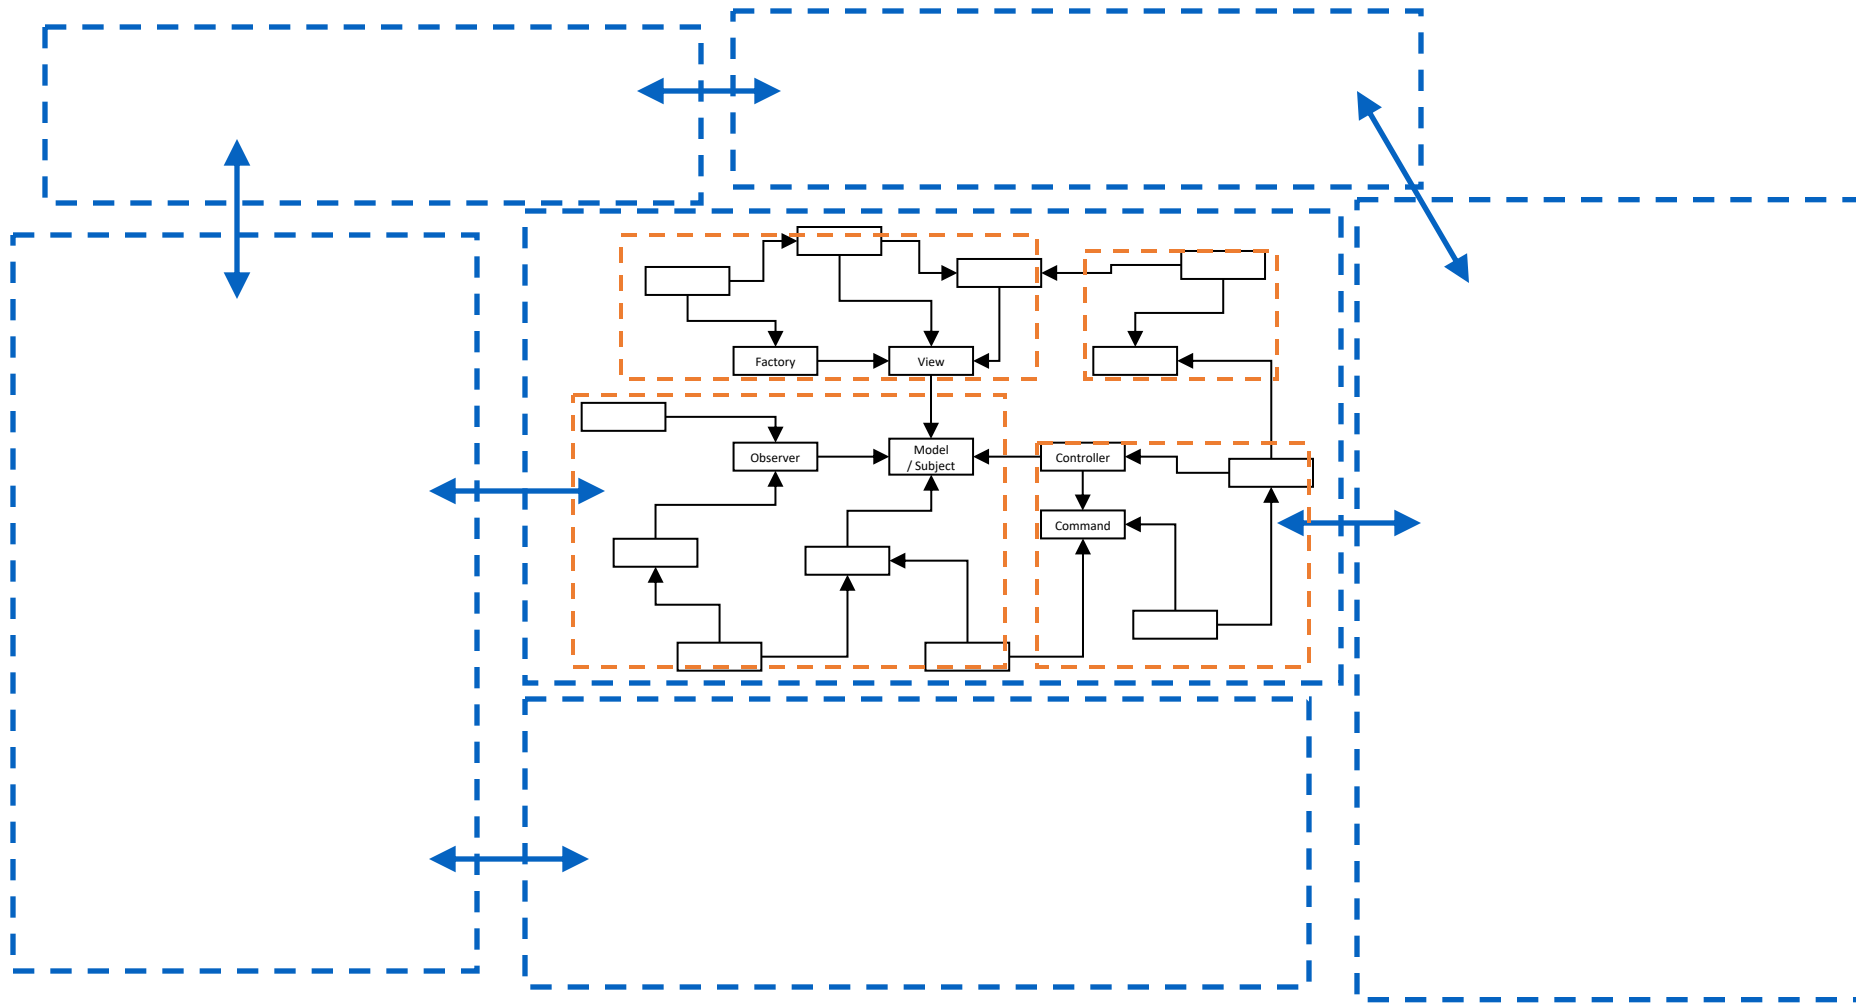 Factory
View
Observer
Model
/ Subject
Controller
Command